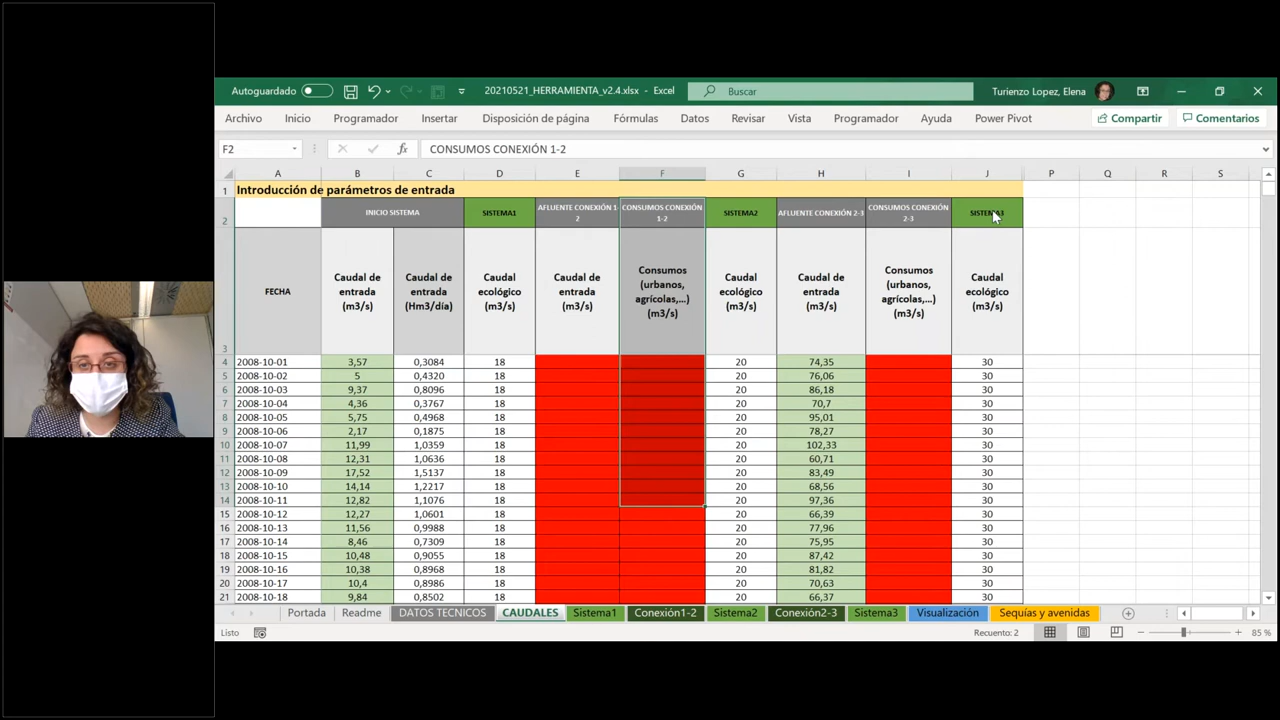 Autoguardado
20210521_HERRAMIENTA_v2.4.xlsx - Excel
Buscar
Turienzo Lopez, Elena
Archivo Inicio Programador Insertar Disposición de página Fórmulas Datos Revisar Vista Programador Ayuda Power Pivot Compartir Comentarios
F2 fx CONSUMOS CONEXIÓN 1-2
A B C D E F G H I J P Q R S
1 Introducción de parámetros de entrada
2 INICIO SISTEMA SISTEMA1 AFLUENTE CONEXIÓN 1-2 CONSUMOS CONEXIÓN 1-2 SISTEMA2 AFLUENTE CONEXIÓN 2-3 CONSUMOS CONEXIÓN 2-3 SISTEMA3
3 FECHA Caudal de entrada (m3/s) Caudal de entrada (Hm3/día) Caudal ecológico (m3/s) Caudal de entrada (m3/s) Consumos (urbanos, agrícolas,...) (m3/s) Caudal ecológico (m3/s) Caudal de entrada (m3/s) Consumos (urbanos, agrícolas,...) (m3/s) Caudal ecológico (m3/s)
4 2008-10-01 3,57 0,3084 18 20 74,35 30
5 2008-10-02 5 0,4320 18 20 76,06 30
6 2008-10-03 9,37 0,8096 18 20 86,18 30
7 2008-10-04 4,36 0,3767 18 20 70,7 30
8 2008-10-05 5,75 0,4968 18 20 95,01 30
9 2008-10-06 2,17 0,1875 18 20 78,27 30
10 2008-10-07 11,99 1,0359 18 20 102,33 30
11 2008-10-08 12,31 1,0636 18 20 60,71 30
12 2008-10-09 17,52 1,5137 18 20 83,49 30
13 2008-10-10 14,14 1,2217 18 20 68,56 30
14 2008-10-11 12,82 1,1076 18 20 97,36 30
15 2008-10-12 12,27 1,0601 18 20 66,39 30
16 2008-10-13 11,56 0,9988 18 20 77,96 30
17 2008-10-14 8,46 0,7309 18 20 75,95 30
18 2008-10-15 10,48 0,9055 18 20 87,42 30
19 2008-10-16 10,38 0,8968 18 20 81,82 30
20 2008-10-17 10,4 0,8986 18 20 70,63 30
21 2008-10-18 9,84 0,8502 18 20 66,37 30
Portada Readme DATOS TECNICOS CAUDALES Sistema1 Conexión1-2 Sistema2 Conexión2-3 Sistema3 Visualización Sequías y avenidas
Listo Recuento: 2 85 %